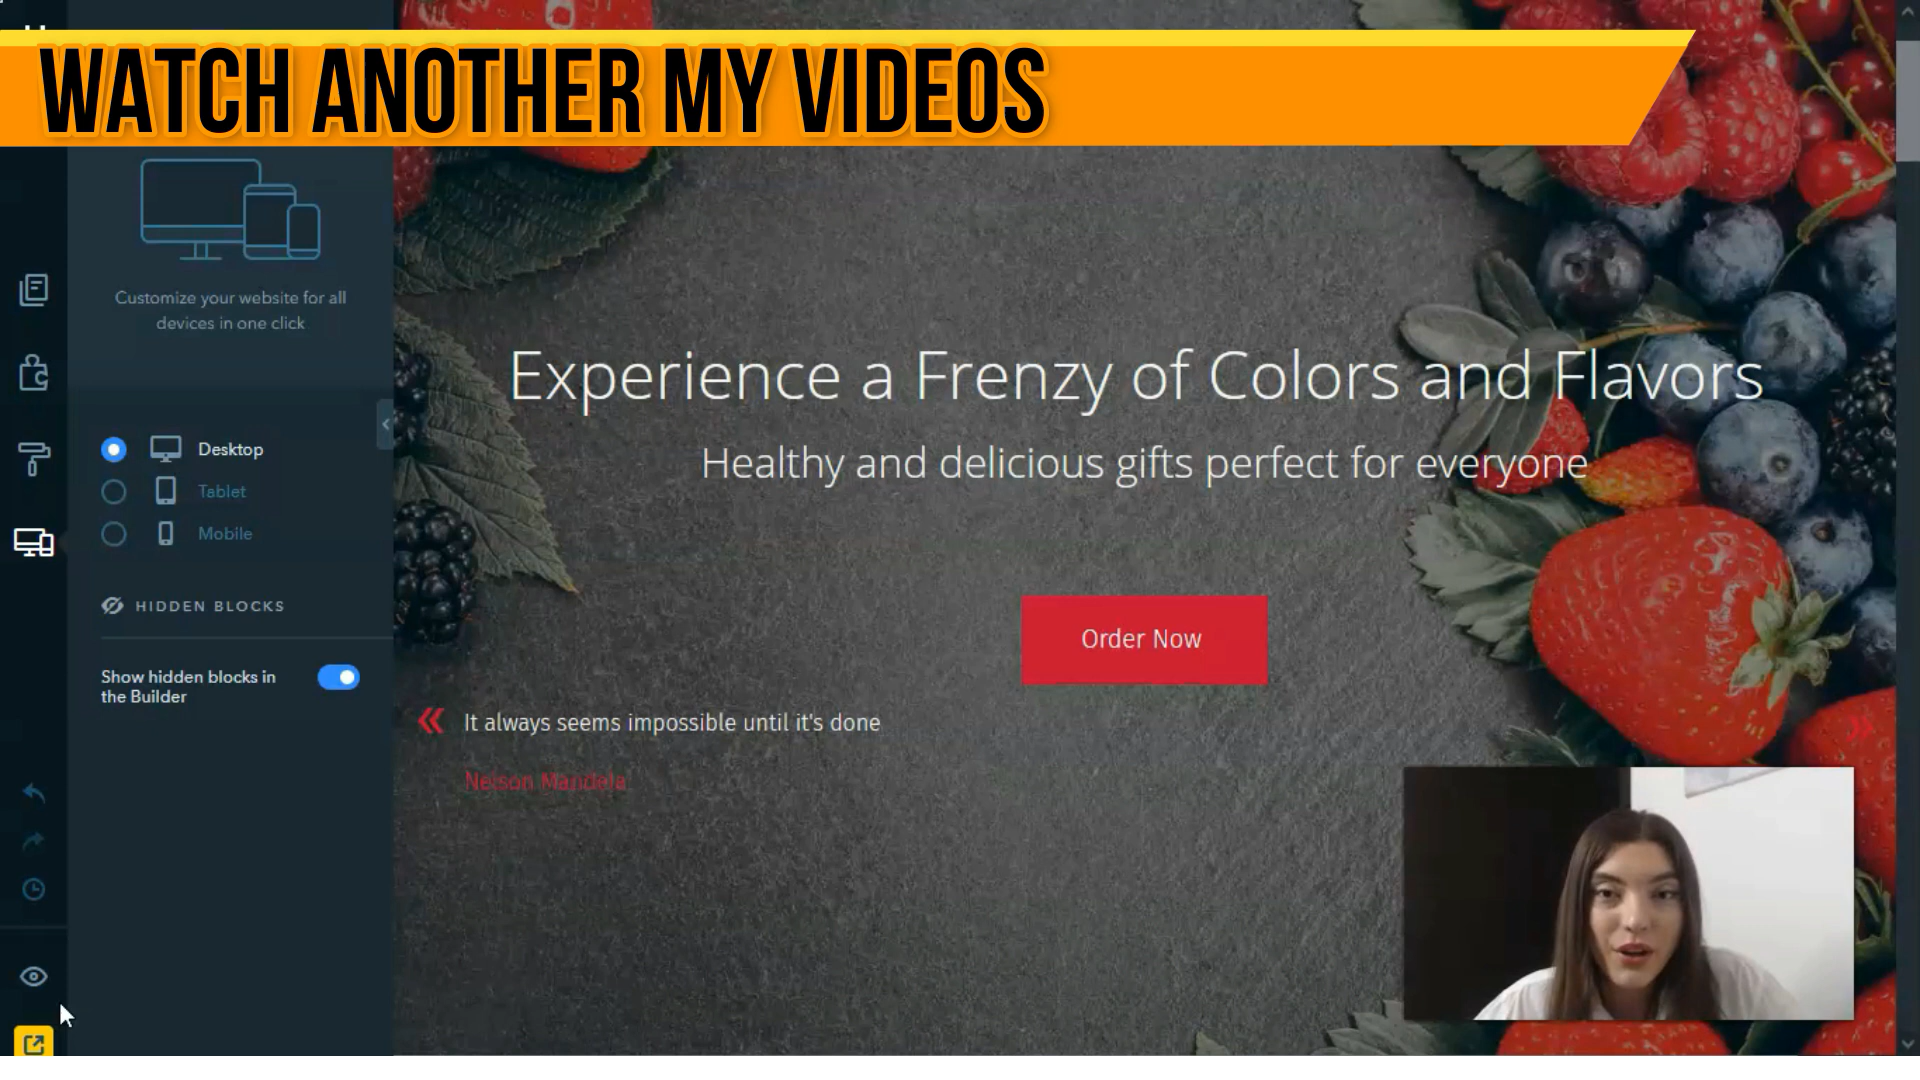 WATCH ANOTHER MY VIDEOS
Customize your website for all
devices in one click
Desktop
Tablet
Mobile
HIDDEN BLOCKS
Show hidden blocks in
the Builder
Experience a Frenzy of Colors and Flavors
Healthy and delicious gifts perfect for everyone
Order Now
It always seems impossible until it's done
Nelson Mandela